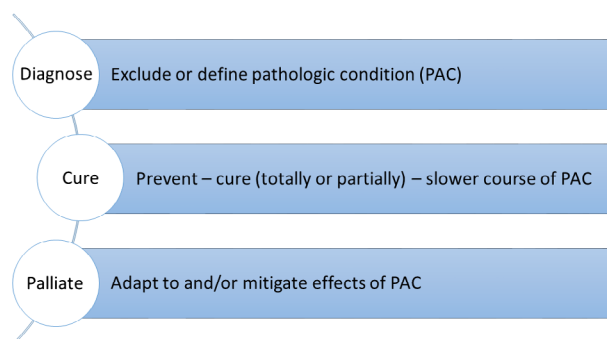 Diagnose
Exclude or define pathologic condition (PAC)
Cure
Prevent – cure (totally or partially) – slower course of PAC
Palliate
Adapt to and/or mitigate effects of PAC